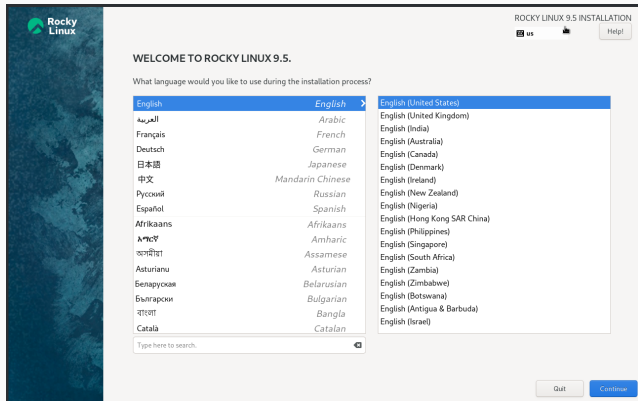 Rocky
Linux
ROCKY LINUX 9.5 INSTALLATION
us
Help!
WELCOME TO ROCKY LINUX 9.5.
What language would you like to use during the installation process?
English English
العربية Arabic
Français French
Deutsch German
日本語 Japanese
中文 Mandarin Chinese
Русский Russian
Español Spanish
Afrikaans Afrikaans
አማርኛ Amharic
অসমীয়া Assamese
Asturianu Asturian
Беларуская Belarusian
Български Bulgarian
বাংলা Bangla
Català Catalan
Type here to search.
English (United States)
English (United Kingdom)
English (India)
English (Australia)
English (Canada)
English (Denmark)
English (Ireland)
English (New Zealand)
English (Nigeria)
English (Hong Kong SAR China)
English (Philippines)
English (Singapore)
English (South Africa)
English (Zambia)
English (Zimbabwe)
English (Botswana)
English (Antigua & Barbuda)
English (Israel)
Quit
Continue